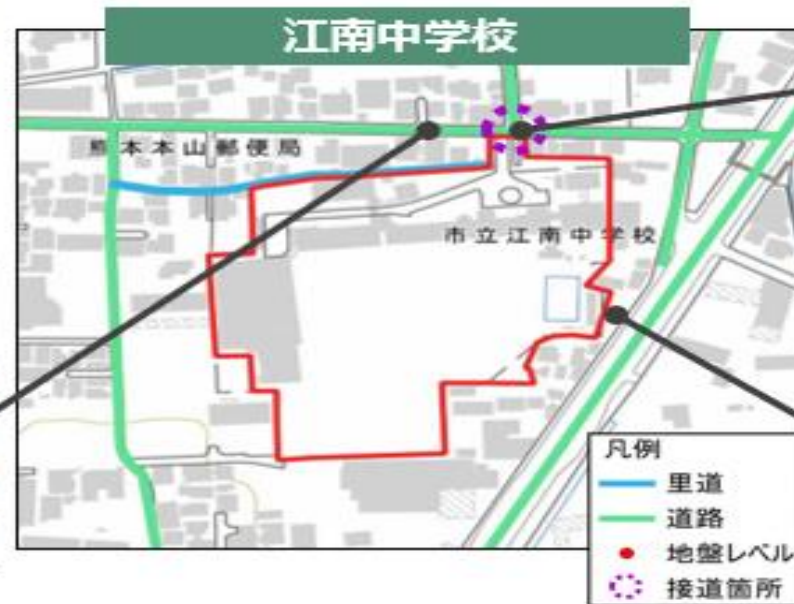 江南中学校
熊本本山郵便局
市立江南中学校
凡例
里道
道路
地盤レベル
接道箇所